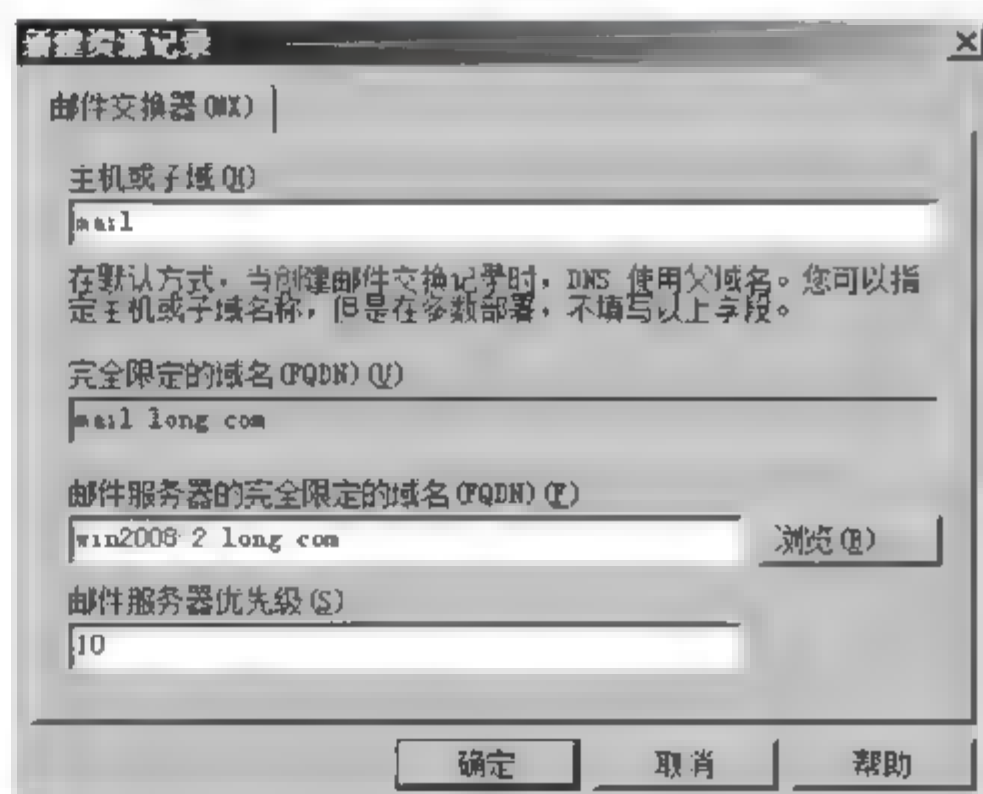 新建资源记录
邮件交换器(MX)
主机或子域(H)
mail
在默认方式，当创建邮件交换记录时，DNS 使用父域名。您可以指
定主机或子域名称，但是在多数部署，不填写以上字段。
完全限定的域名(FQDN)(U)
mail long com
邮件服务器的完全限定的域名(FQDN)(F)
win2008-2 long com
浏览(B)
邮件服务器优先级(S)
10
确定
取消
帮助